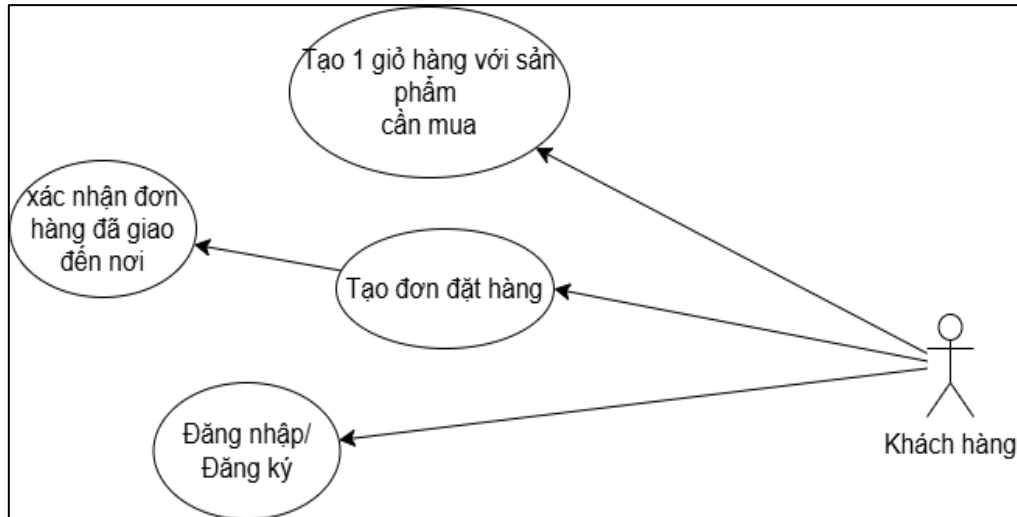 Tạo 1 giỏ hàng với sản
phẩm
cần mua
xác nhận đơn
hàng đã giao
đến nơi
Tạo đơn đặt hàng
Đăng nhập/
Đăng ký
Khách hàng